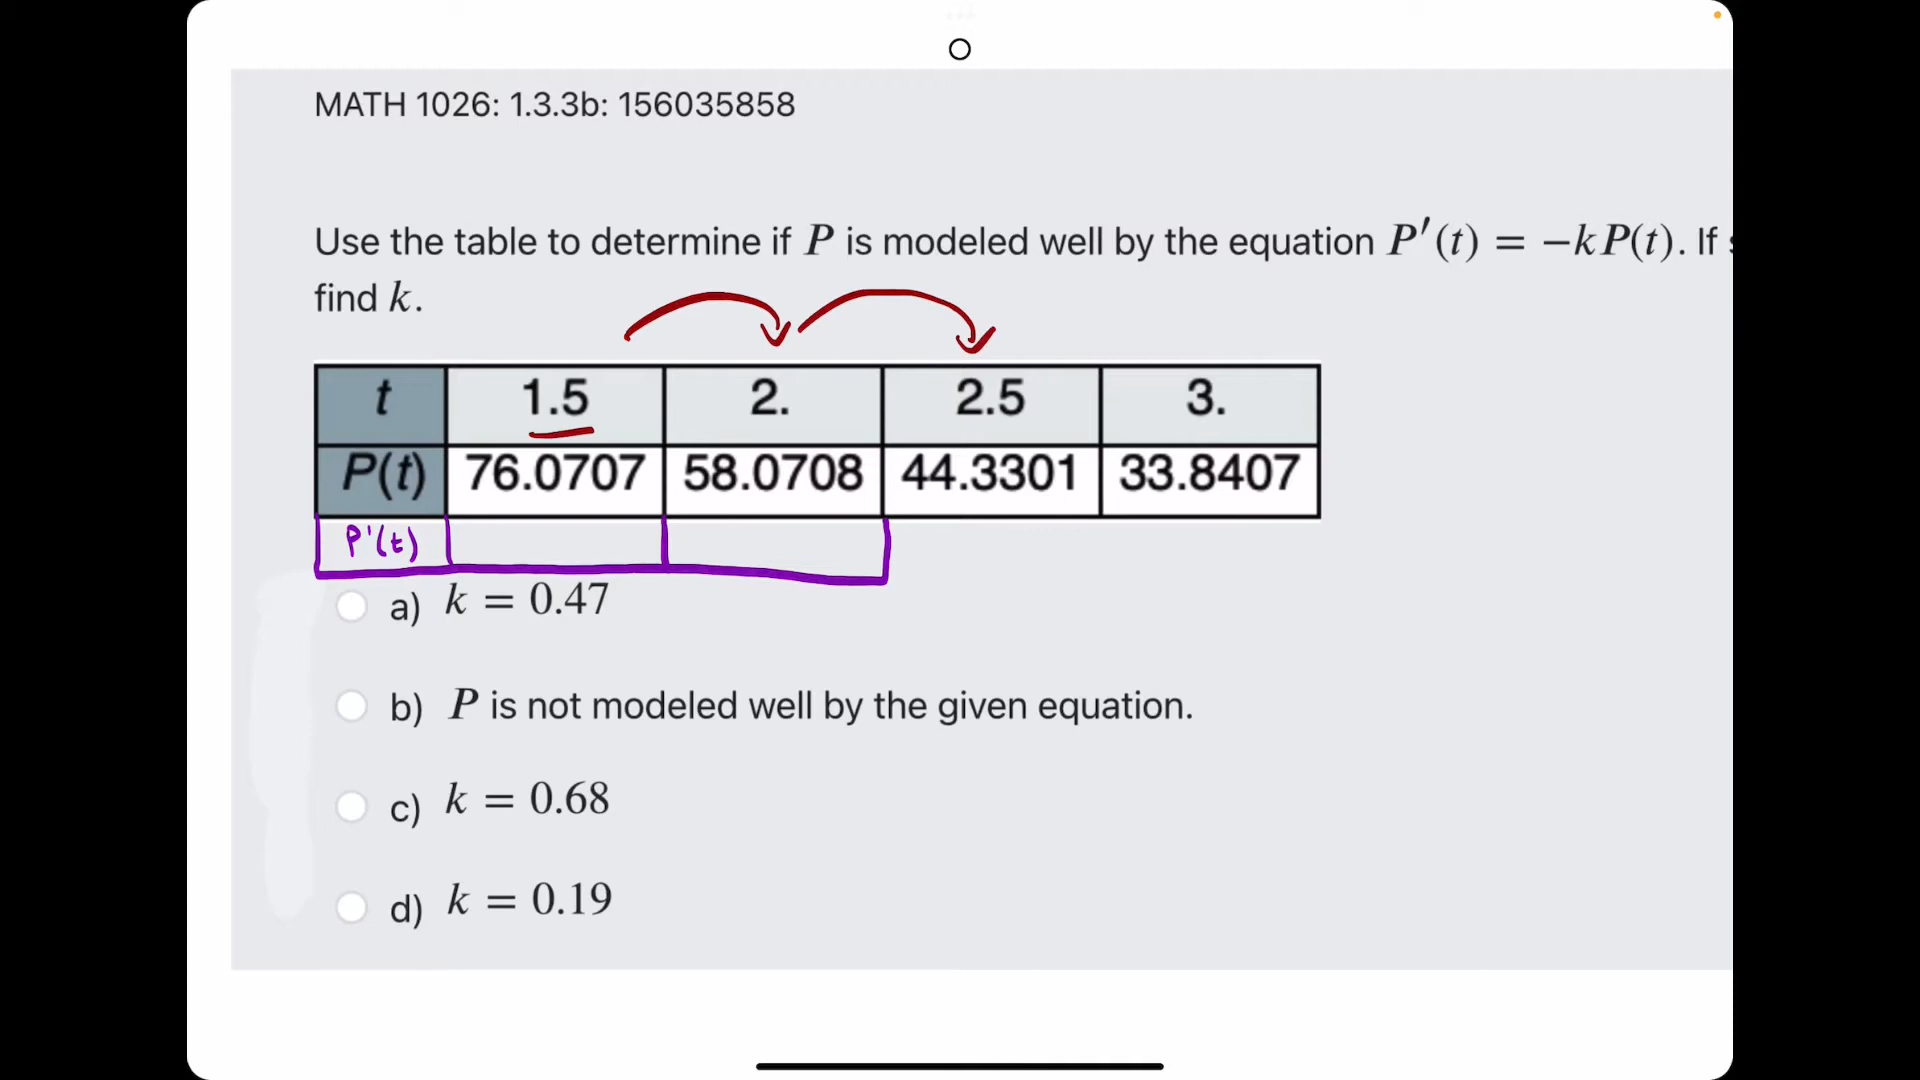 MATH 1026: 1.3.3b: 156035858
Use the table to determine if P is modeled well by the equation P′(t) = −kP(t). If
find k.
t 1.5 2. 2.5 3.
P(t) 76.0707 58.0708 44.3301 33.8407
P'(t)
a) k = 0.47
b) P is not modeled well by the given equation.
c) k = 0.68
d) k = 0.19